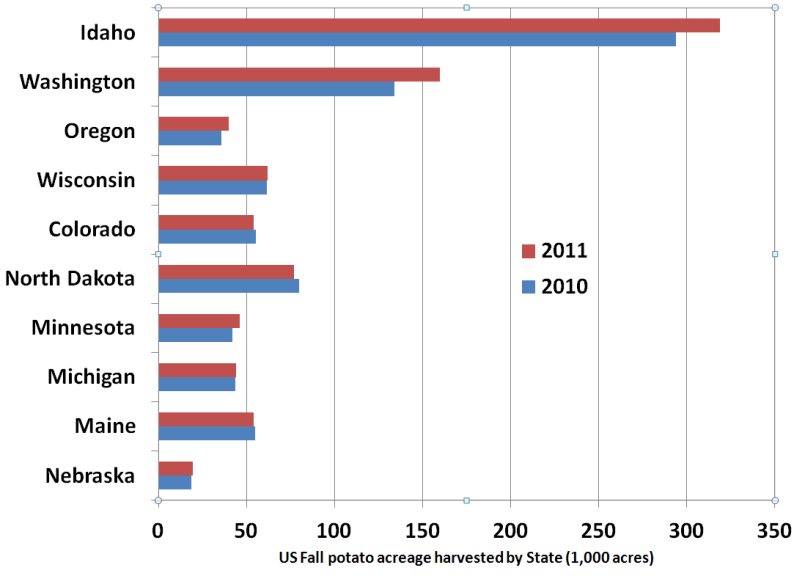 Idaho
Washington
Oregon
Wisconsin
Colorado
North Dakota
Minnesota
Michigan
Maine
Nebraska
2011
2010
0 50 100 150 200 250 300 350
US Fall potato acreage harvested by State (1,000 acres)